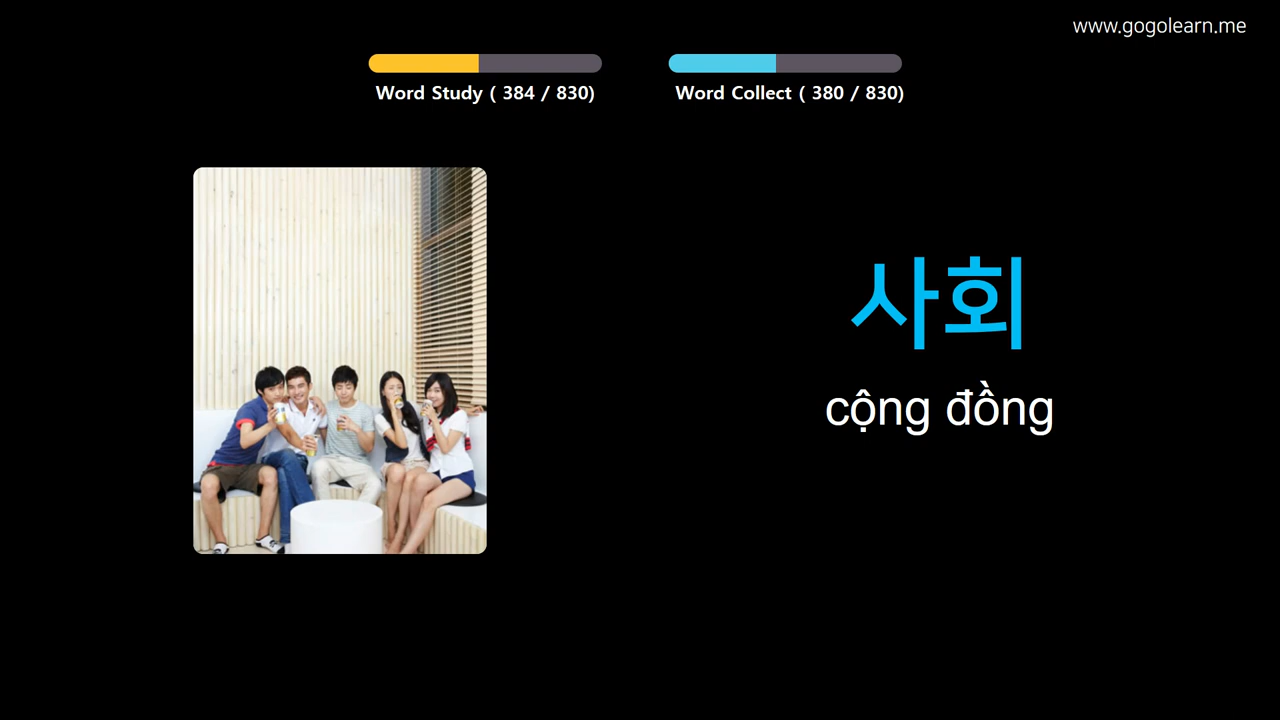 www.gogolearn.me
Word Study ( 384 / 830)
Word Collect ( 380 / 830)
사회
cộng đồng